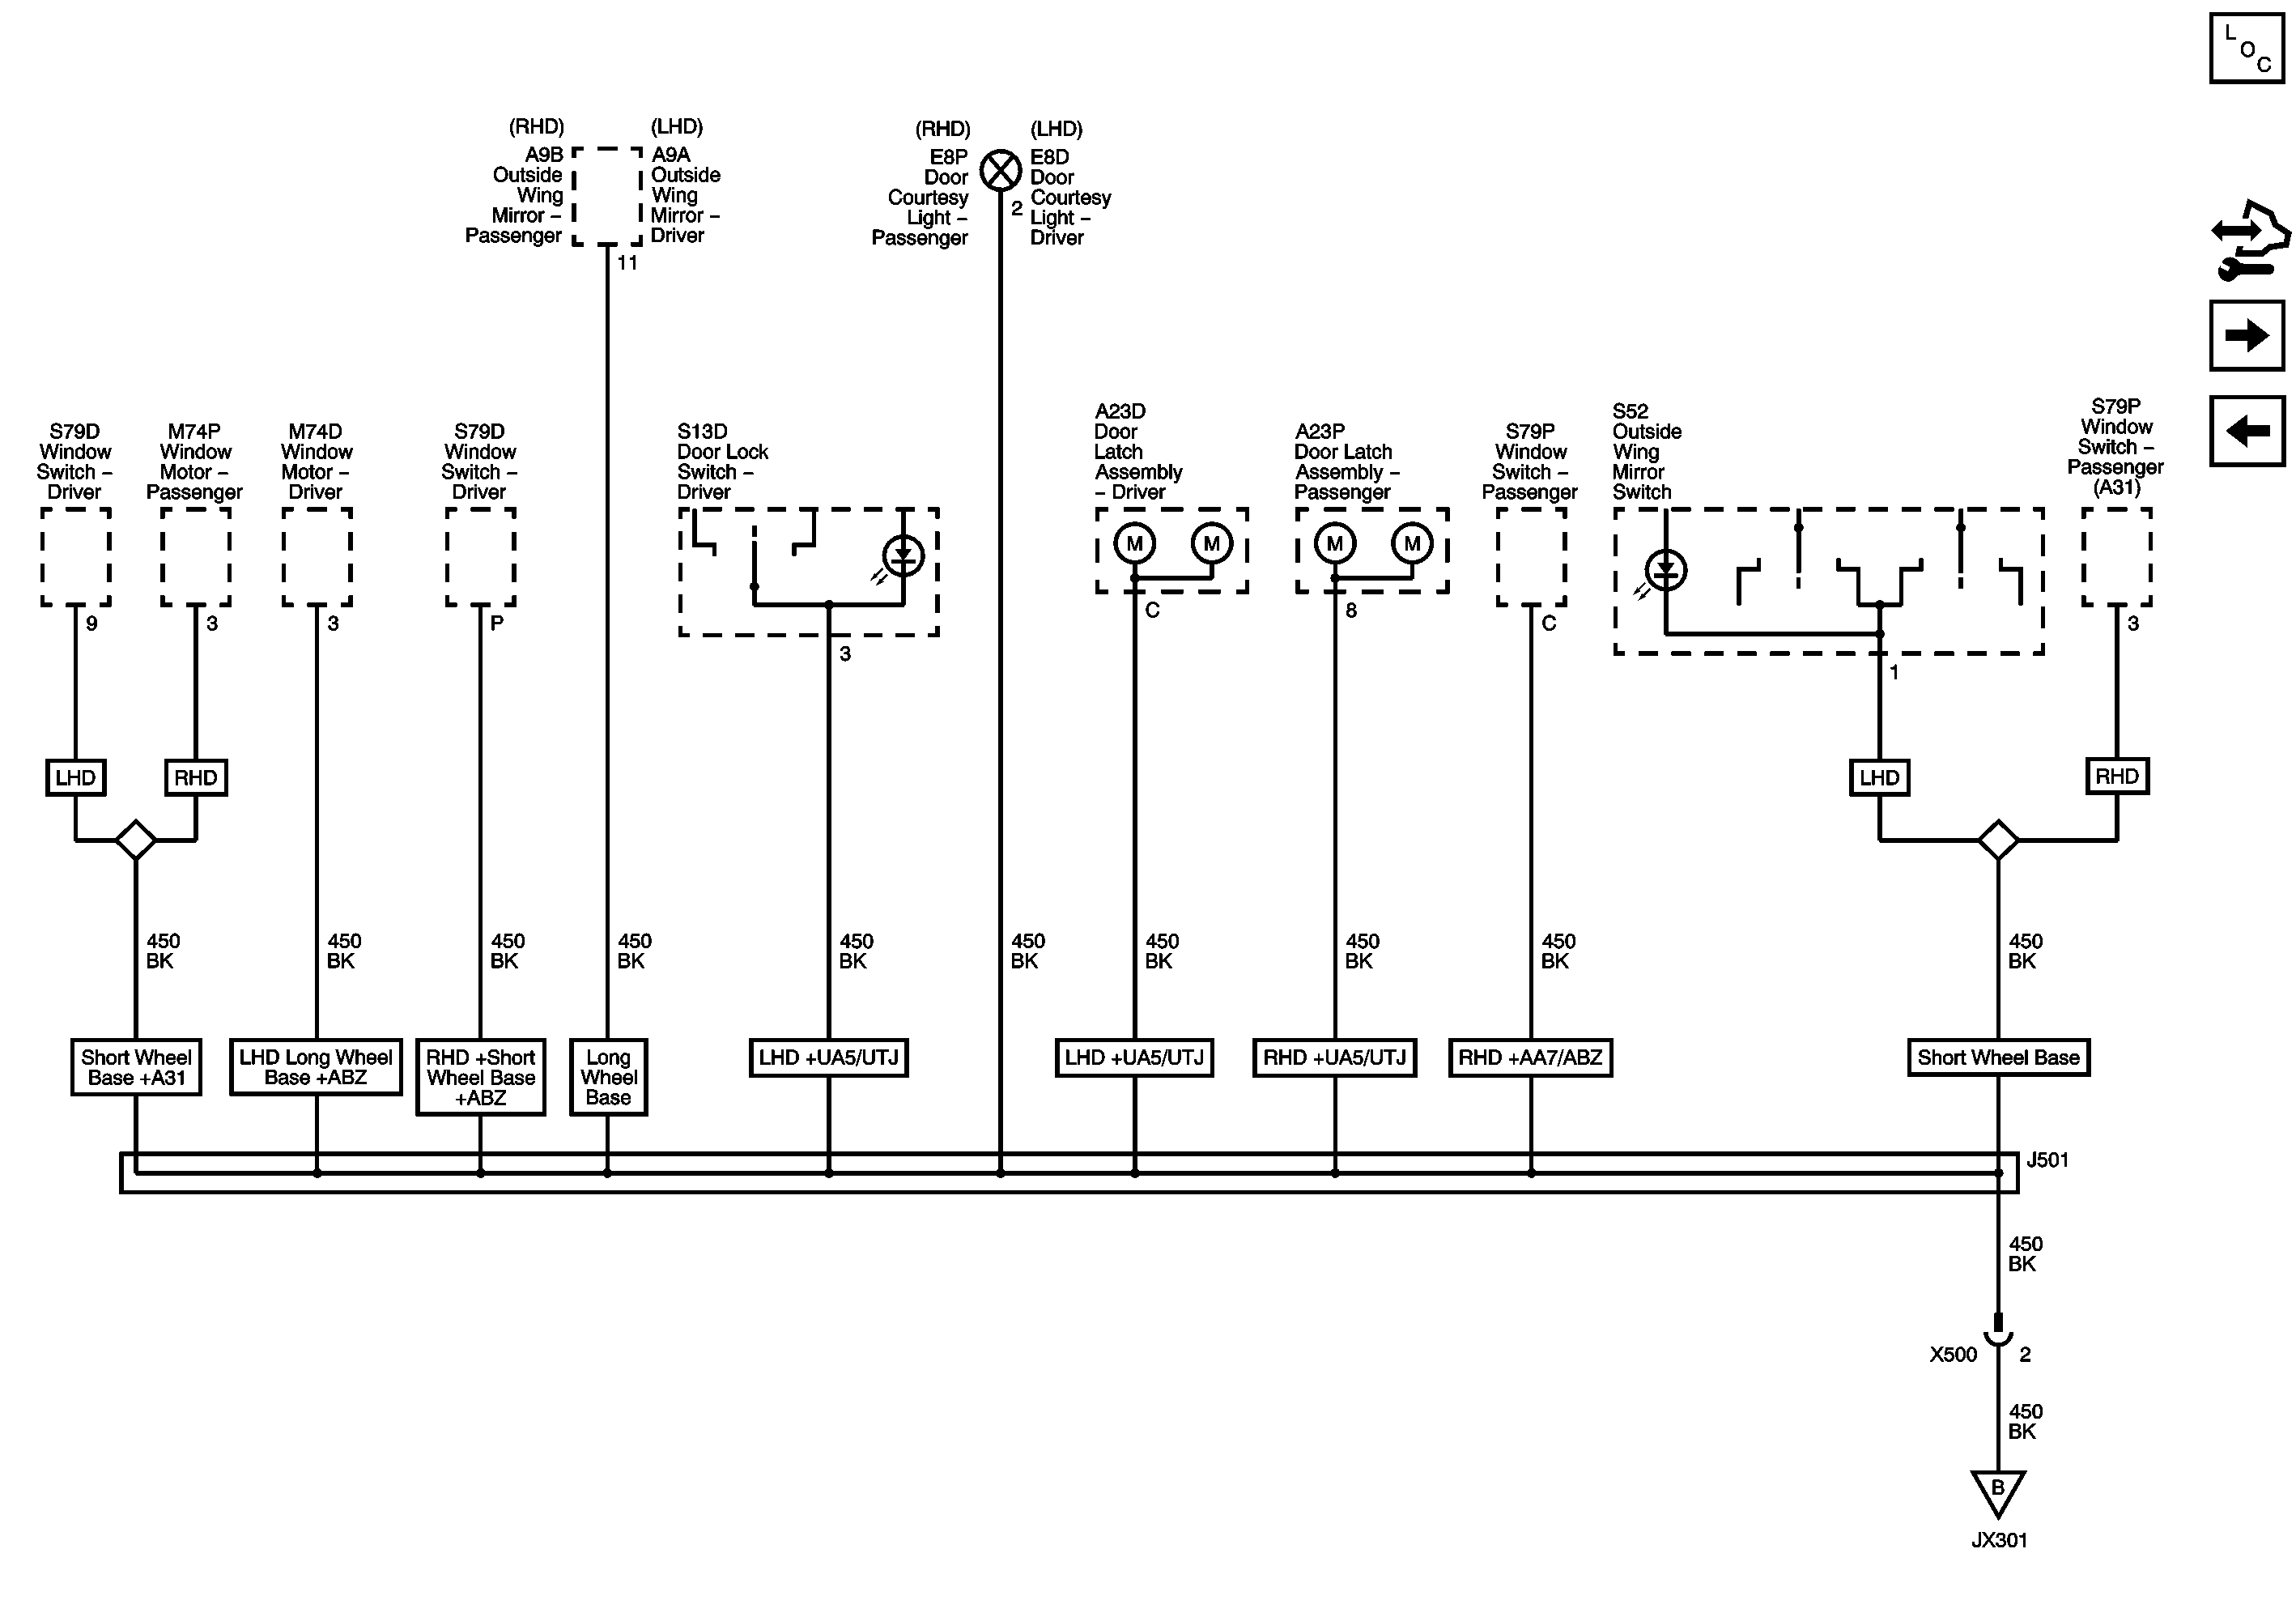 L
O
C
(RHD)
A9B
Outside
Wing
Mirror –
Passenger
(LHD)
A9A
Outside
Wing
Mirror –
Driver
11
(RHD)
E8P
Door
Courtesy
Light –
Passenger
(LHD)
E8D
Door
Courtesy
Light –
Driver
2
S79D
Window
Switch –
Driver
9
M74P
Window
Motor –
Passenger
3
M74D
Window
Motor –
Driver
3
S79D
Window
Switch –
Driver
P
S13D
Door Lock
Switch –
Driver
3
A23D
Door
Latch
Assembly
– Driver
M
M
C
A23P
Door Latch
Assembly –
Passenger
M
M
8
S79P
Window
Switch –
Passenger
C
S52
Outside
Wing
Mirror
Switch
1
S79P
Window
Switch –
Passenger
(A31)
3
LHD
RHD
LHD
RHD
450
BK
450
BK
450
BK
450
BK
450
BK
450
BK
450
BK
450
BK
450
BK
450
BK
Short Wheel
Base +A31
LHD Long Wheel
Base +ABZ
RHD +Short
Wheel Base
+ABZ
Long
Wheel
Base
LHD +UA5/UTJ
LHD +UA5/UTJ
RHD +UA5/UTJ
RHD +AA7/ABZ
Short Wheel Base
J501
450
BK
X500
2
450
BK
B
JX301